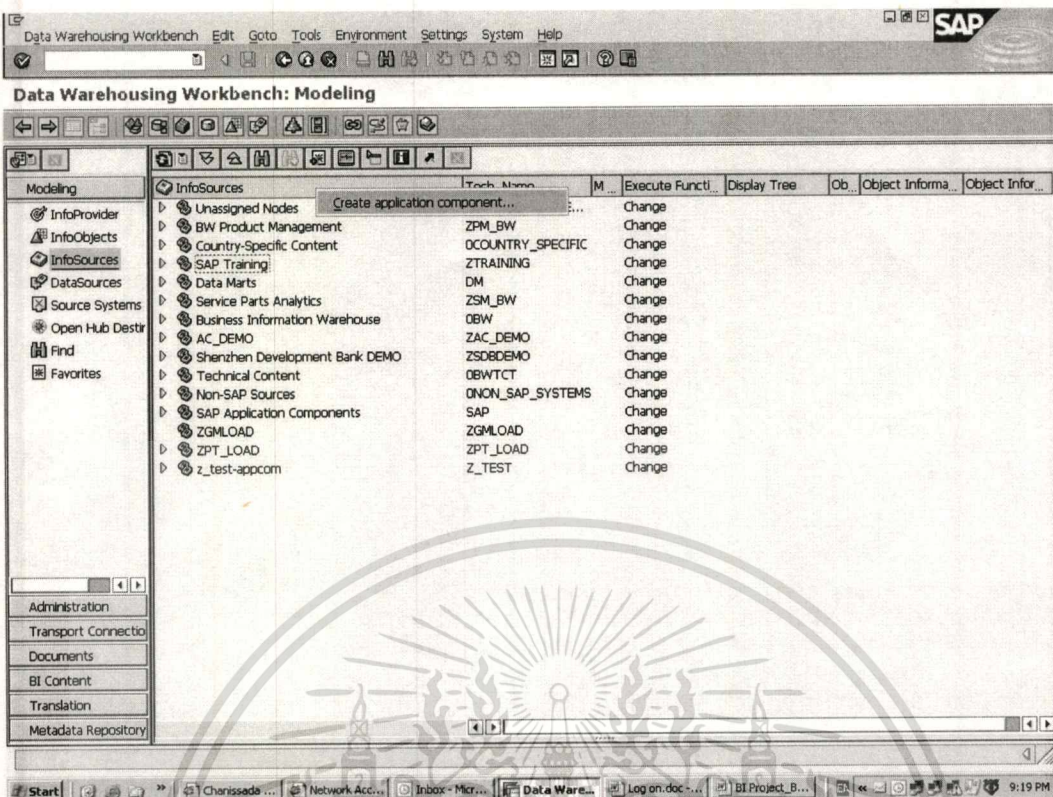 Data Warehousing Workbench Edit Goto Tools Environment Settings System Help
SAP
Data Warehousing Workbench: Modeling
Modeling
InfoProvider
InfoObjects
InfoSources
DataSources
Source Systems
Open Hub Destir
Find
Favorites
Administration
Transport Connectio
Documents
BI Content
Translation
Metadata Repository
InfoSources Tech. Name M... Execute Functi... Display Tree Ob... Object Informa... Object Infor...
Create application component...
Unassigned Nodes ... Change
BW Product Management ZPM_BW Change
Country-Specific Content 0COUNTRY_SPECIFIC Change
SAP Training ZTRAINING Change
Data Marts DM Change
Service Parts Analytics ZSM_BW Change
Business Information Warehouse 0BW Change
AC_DEMO ZAC_DEMO Change
Shenzhen Development Bank DEMO ZSDBDEMO Change
Technical Content 0BWTCT Change
Non-SAP Sources 0NON_SAP_SYSTEMS Change
SAP Application Components SAP Change
ZGMLOAD ZGMLOAD Change
ZPT_LOAD ZPT_LOAD Change
z_test-appcom Z_TEST Change
Start Chanissada ... Network Acc... Inbox - Micr... Data Ware... Log on.doc -... BI Project_B... 9:19 PM